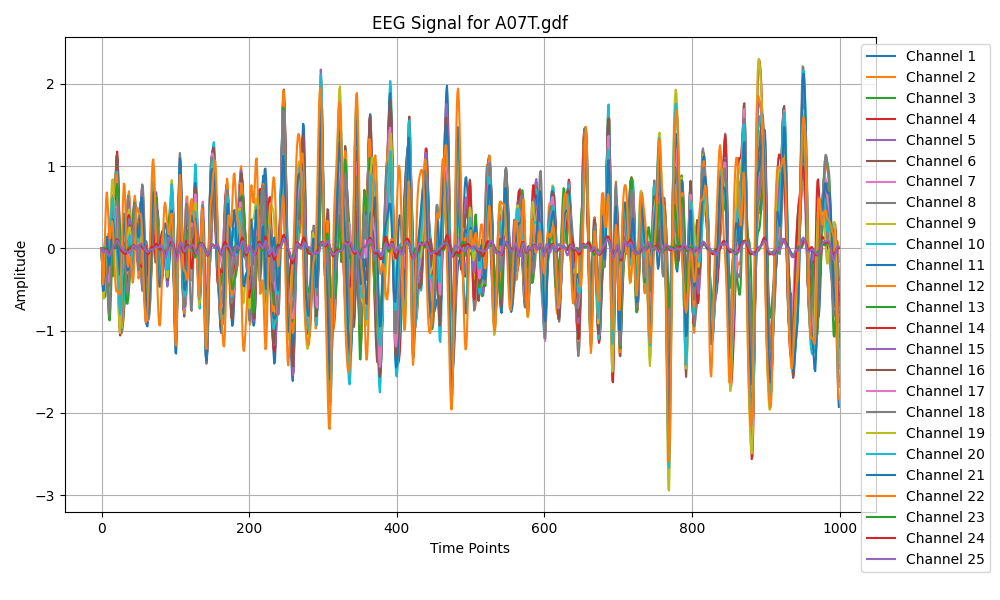 EEG Signal for A07T.gdf
Amplitude
2
1
0
−1
−2
−3
0 200 400 600 800 1000
Time Points
Channel 1
Channel 2
Channel 3
Channel 4
Channel 5
Channel 6
Channel 7
Channel 8
Channel 9
Channel 10
Channel 11
Channel 12
Channel 13
Channel 14
Channel 15
Channel 16
Channel 17
Channel 18
Channel 19
Channel 20
Channel 21
Channel 22
Channel 23
Channel 24
Channel 25